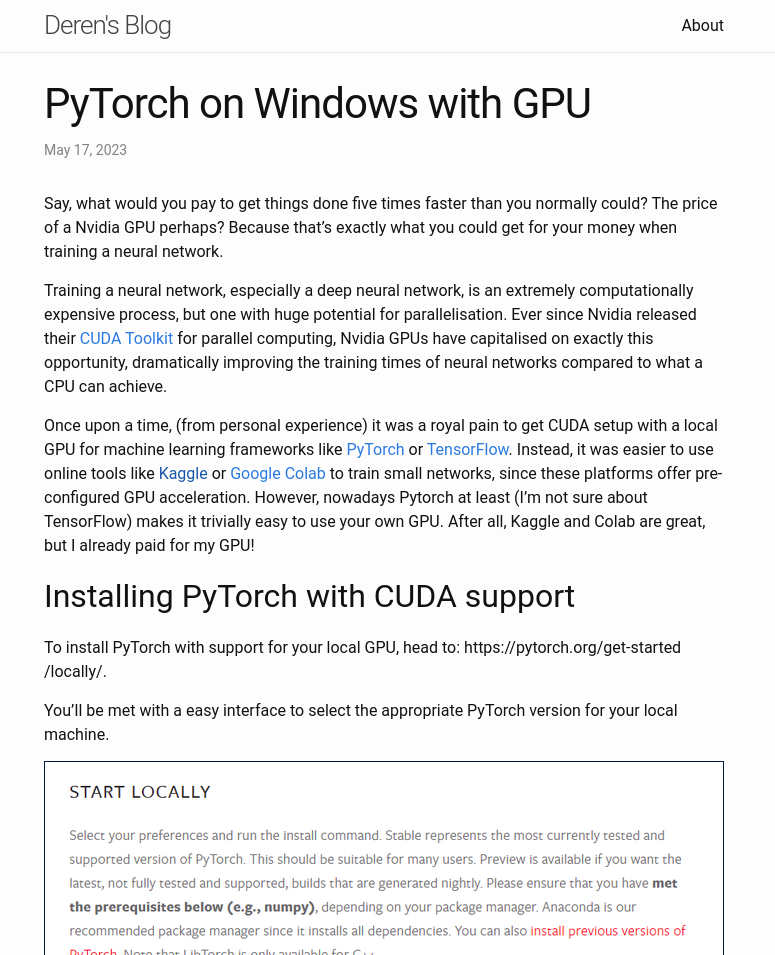 Deren's Blog
About
PyTorch on Windows with GPU
May 17, 2023
Say, what would you pay to get things done five times faster than you normally could? The price
of a Nvidia GPU perhaps? Because that’s exactly what you could get for your money when
training a neural network.
Training a neural network, especially a deep neural network, is an extremely computationally
expensive process, but one with huge potential for parallelisation. Ever since Nvidia released
their CUDA Toolkit for parallel computing, Nvidia GPUs have capitalised on exactly this
opportunity, dramatically improving the training times of neural networks compared to what a
CPU can achieve.
Once upon a time, (from personal experience) it was a royal pain to get CUDA setup with a local
GPU for machine learning frameworks like PyTorch or TensorFlow. Instead, it was easier to use
online tools like Kaggle or Google Colab to train small networks, since these platforms offer pre-
configured GPU acceleration. However, nowadays Pytorch at least (I’m not sure about
TensorFlow) makes it trivially easy to use your own GPU. After all, Kaggle and Colab are great,
but I already paid for my GPU!
Installing PyTorch with CUDA support
To install PyTorch with support for your local GPU, head to: https://pytorch.org/get-started
/locally/.
You’ll be met with a easy interface to select the appropriate PyTorch version for your local
machine.
START LOCALLY
Select your preferences and run the install command. Stable represents the most currently tested and
supported version of PyTorch. This should be suitable for many users. Preview is available if you want the
latest, not fully tested and supported, builds that are generated nightly. Please ensure that you have met
the prerequisites below (e.g., numpy), depending on your package manager. Anaconda is our
recommended package manager since it installs all dependencies. You can also install previous versions of
PyTorch. Note that LibTorch is only available for C++.